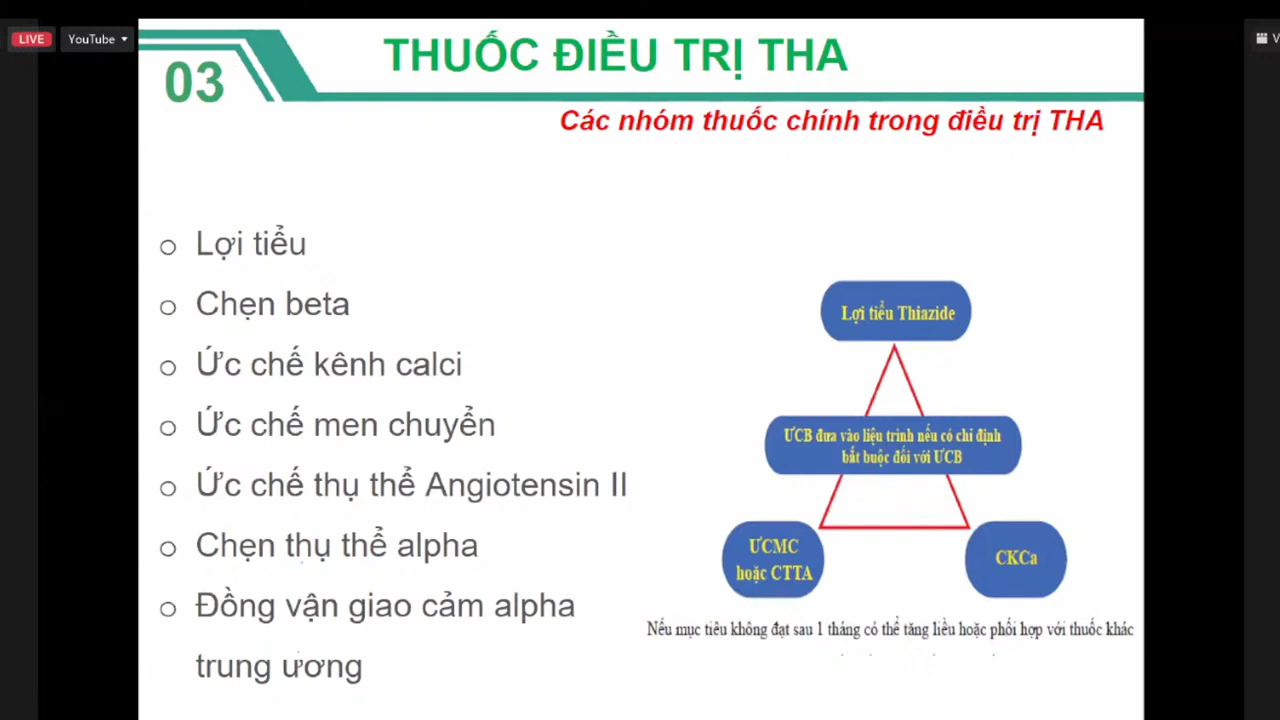 LIVE
YouTube
V
03
THUỐC ĐIỀU TRỊ THA
Các nhóm thuốc chính trong điều trị THA
Lợi tiểu
Chẹn beta
Ức chế kênh calci
Ức chế men chuyển
Ức chế thụ thể Angiotensin II
Chẹn thụ thể alpha
Đồng vận giao cảm alpha
trung ương
Lợi tiểu Thiazide
ƯCB đưa vào liệu trình nếu có chỉ định
bắt buộc đối với ƯCB
ƯCMC
hoặc CTTA
CKCa
Nếu mục tiêu không đạt sau 1 tháng có thể tăng liều hoặc phối hợp với thuốc khác